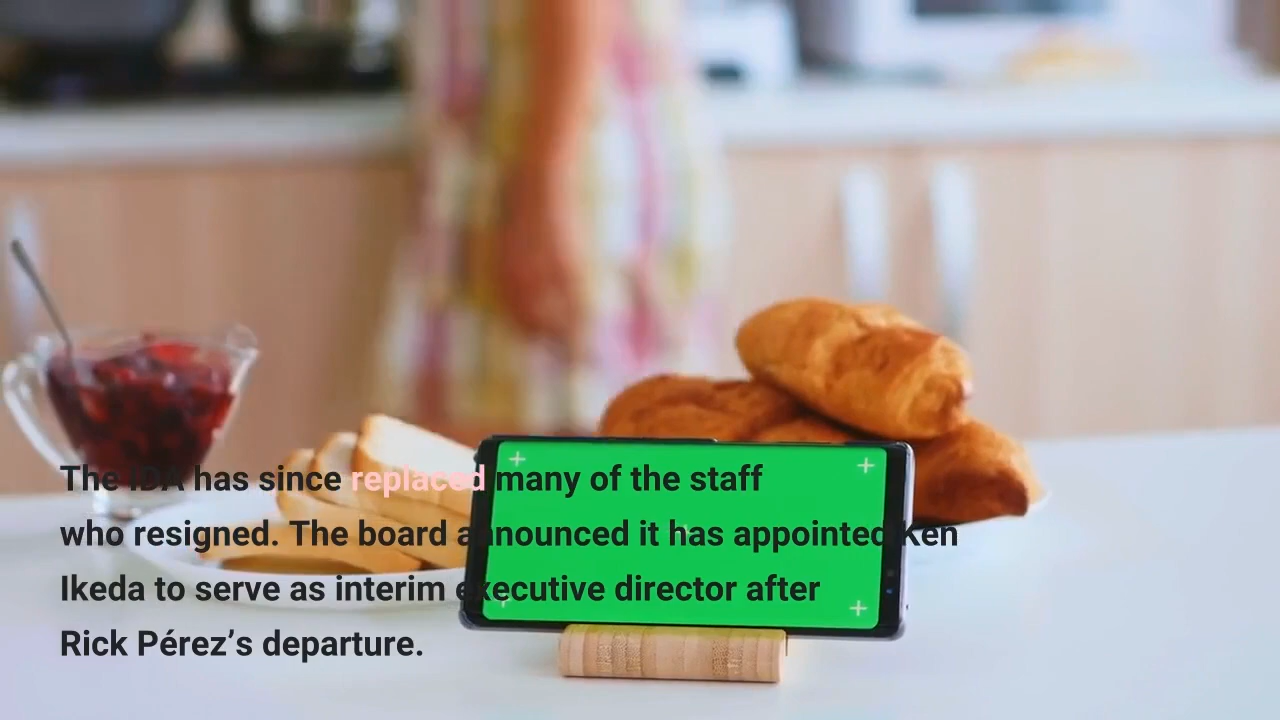 The IDA has since replaced many of the staff
who resigned. The board announced it has appointed Ken
Ikeda to serve as interim executive director after
Rick Pérez’s departure.